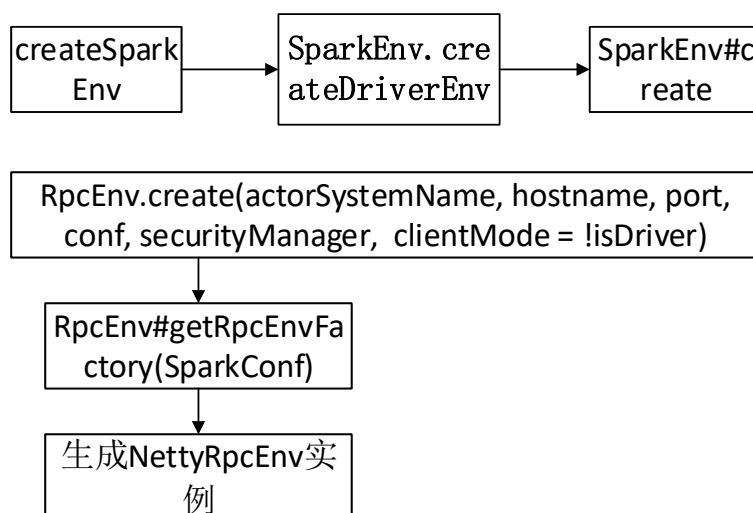 createSpark
Env
SparkEnv.cre
ateDriverEnv
SparkEnv#c
reate
RpcEnv.create(actorSystemName, hostname, port,
conf, securityManager, clientMode = !isDriver)
RpcEnv#getRpcEnvFa
ctory(SparkConf)
生成NettyRpcEnv实
例